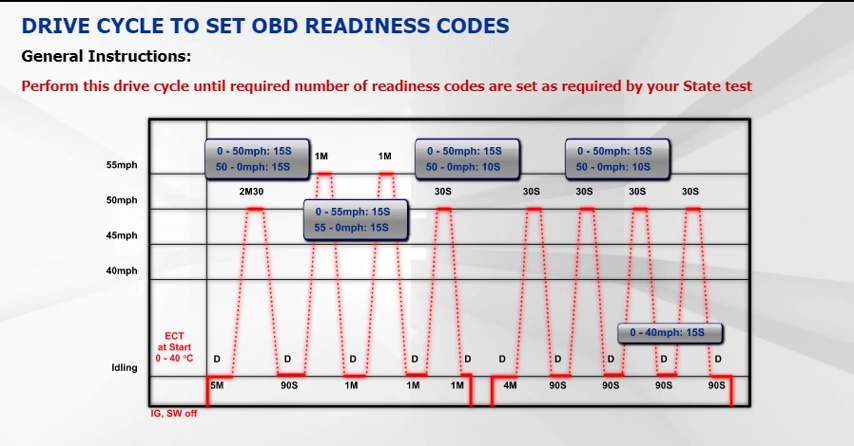 DRIVE CYCLE TO SET OBD READINESS CODES
General Instructions:
Perform this drive cycle until required number of readiness codes are set as required by your State test
0 - 50mph: 15S
50 - 0mph: 15S
1M
1M
0 - 50mph: 15S
50 - 0mph: 10S
0 - 50mph: 15S
50 - 0mph: 10S
55mph
2M30
30S
30S
30S
30S
30S
50mph
0 - 55mph: 15S
55 - 0mph: 15S
45mph
40mph
0 - 40mph: 15S
ECT
at Start
0 - 40 °C
D D D D D D D D D D D
Idling
5M 90S 1M 1M 1M 4M 90S 90S 90S 90S
IG, SW off